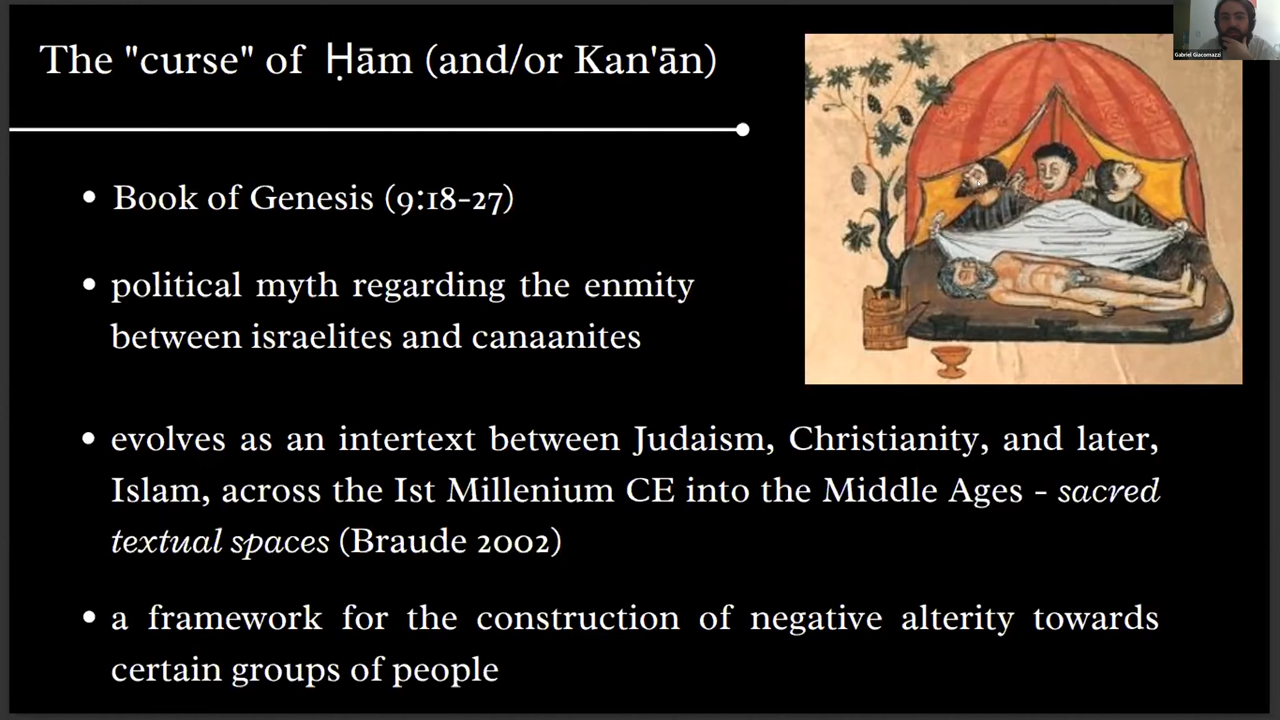 The "curse" of Ḥām (and/or Kan'ān)
Gabriel Giacomazzi
• Book of Genesis (9:18-27)
• political myth regarding the enmity
between israelites and canaanites
• evolves as an intertext between Judaism, Christianity, and later,
Islam, across the Ist Millenium CE into the Middle Ages - sacred
textual spaces (Braude 2002)
• a framework for the construction of negative alterity towards
certain groups of people